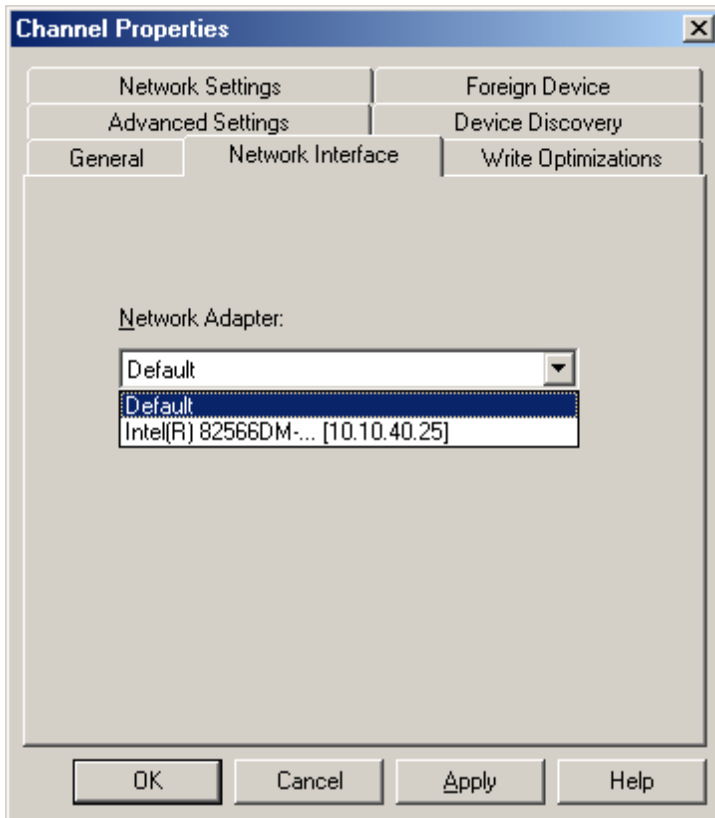 Channel Properties
Network Settings Foreign Device
Advanced Settings Device Discovery
General Network Interface Write Optimizations
Network Adapter:
Default
Default
Intel(R) 82566DM-... [10.10.40.25]
OK Cancel Apply Help